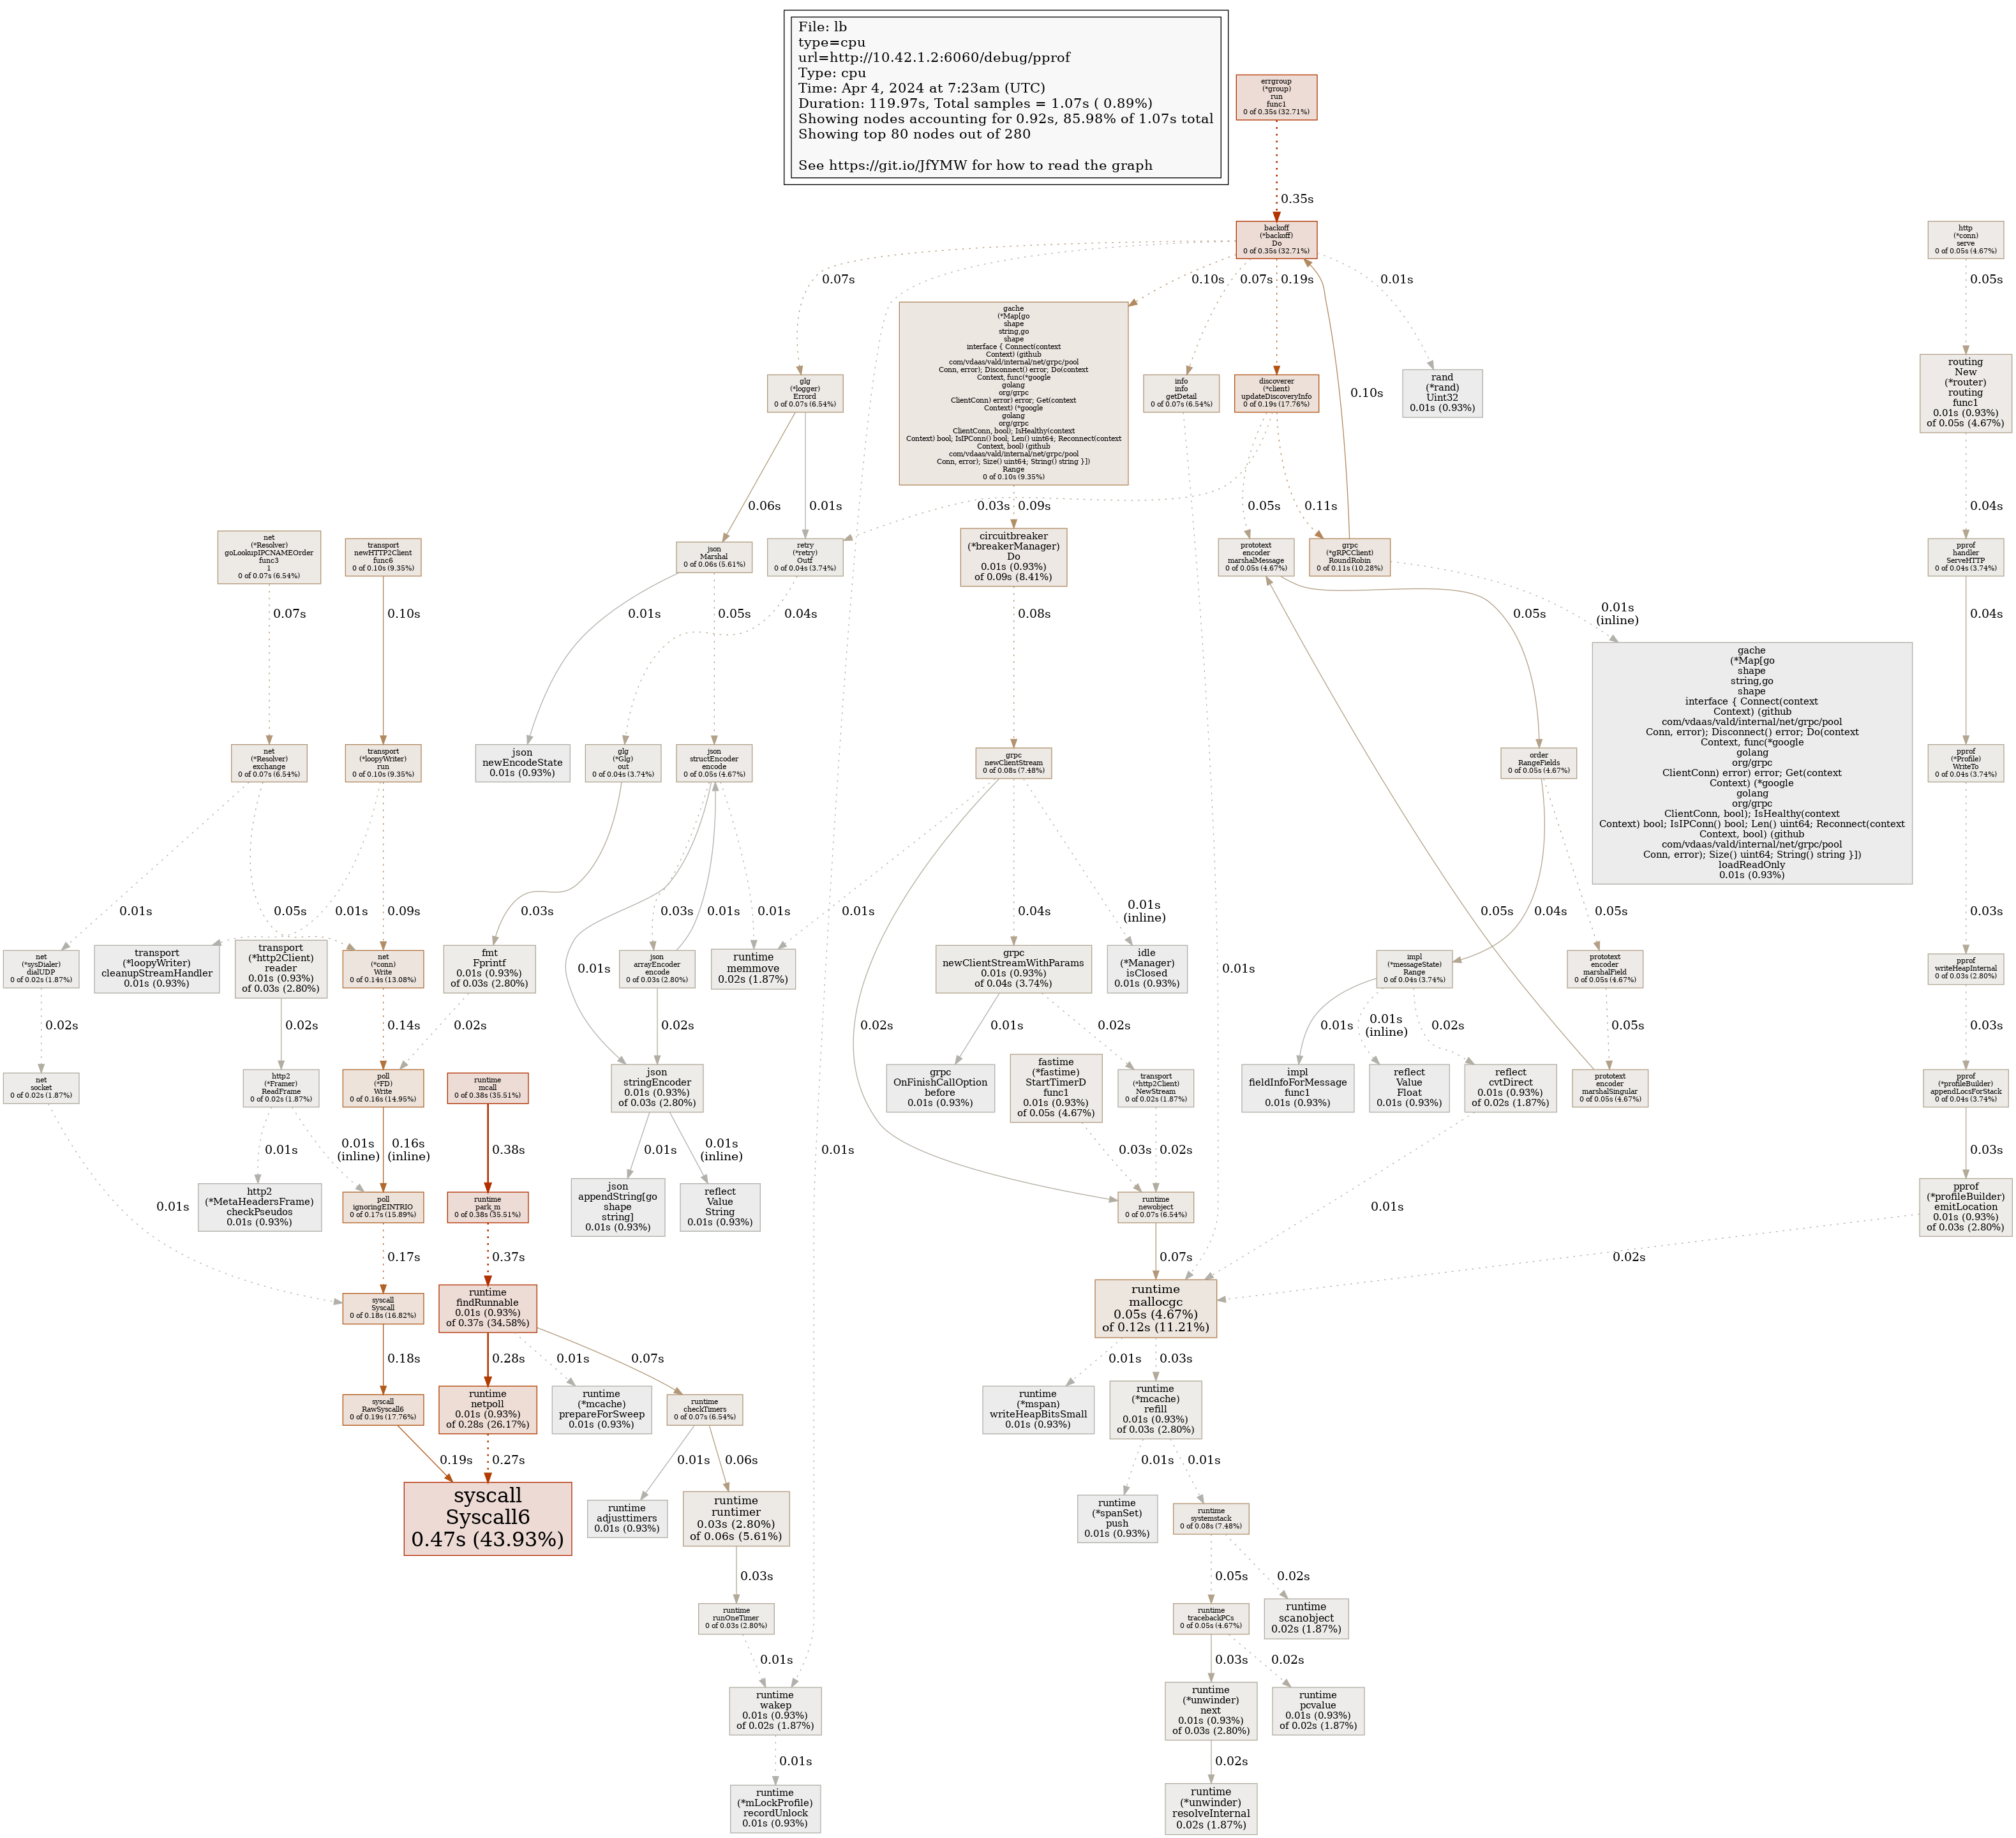 File: lb
type=cpu
url=http://10.42.1.2:6060/debug/pprof
Type: cpu
Time: Apr 4, 2024 at 7:23am (UTC)
Duration: 119.97s, Total samples = 1.07s ( 0.89%)
Showing nodes accounting for 0.92s, 85.98% of 1.07s total
Showing top 80 nodes out of 280
See https://git.io/JfYMW for how to read the graph
errgroup
(*group)
run
func1
0 of 0.35s (32.71%)
0.35s
backoff
(*backoff)
Do
0 of 0.35s (32.71%)
http
(*conn)
serve
0 of 0.05s (4.67%)
0.07s
0.10s
0.07s
0.19s
0.01s
0.05s
gache
(*Map[go
shape
string,go
shape
interface { Connect(context
Context) (github
com/vdaas/vald/internal/net/grpc/pool
Conn, error); Disconnect() error; Do(context
Context, func(*google
golang
org/grpc
ClientConn) error) error; Get(context
Context) (*google
golang
org/grpc
ClientConn, bool); IsHealthy(context
Context) bool; IsIPConn() bool; Len() uint64; Reconnect(context
Context, bool) (github
com/vdaas/vald/internal/net/grpc/pool
Conn, error); Size() uint64; String() string }])
Range
0 of 0.10s (9.35%)
glg
(*logger)
Errord
0 of 0.07s (6.54%)
info
info
getDetail
0 of 0.07s (6.54%)
discoverer
(*client)
updateDiscoveryInfo
0 of 0.19s (17.76%)
rand
(*rand)
Uint32
0.01s (0.93%)
0.10s
routing
New
(*router)
routing
func1
0.01s (0.93%)
of 0.05s (4.67%)
0.06s
0.01s
0.03s
0.09s
0.05s
0.11s
0.04s
net
(*Resolver)
goLookupIPCNAMEOrder
func3
1
0 of 0.07s (6.54%)
transport
newHTTP2Client
func6
0 of 0.10s (9.35%)
json
Marshal
0 of 0.06s (5.61%)
retry
(*retry)
Outf
0 of 0.04s (3.74%)
circuitbreaker
(*breakerManager)
Do
0.01s (0.93%)
of 0.09s (8.41%)
prototext
encoder
marshalMessage
0 of 0.05s (4.67%)
grpc
(*gRPCClient)
RoundRobin
0 of 0.11s (10.28%)
pprof
handler
ServeHTTP
0 of 0.04s (3.74%)
0.07s
0.10s
0.01s
0.05s
0.04s
0.08s
0.05s
0.01s
(inline)
0.04s
gache
(*Map[go
shape
string,go
shape
interface { Connect(context
Context) (github
com/vdaas/vald/internal/net/grpc/pool
Conn, error); Disconnect() error; Do(context
Context, func(*google
golang
org/grpc
ClientConn) error) error; Get(context
Context) (*google
golang
org/grpc
ClientConn, bool); IsHealthy(context
Context) bool; IsIPConn() bool; Len() uint64; Reconnect(context
Context, bool) (github
com/vdaas/vald/internal/net/grpc/pool
Conn, error); Size() uint64; String() string }])
loadReadOnly
0.01s (0.93%)
net
(*Resolver)
exchange
0 of 0.07s (6.54%)
transport
(*loopyWriter)
run
0 of 0.10s (9.35%)
json
newEncodeState
0.01s (0.93%)
glg
(*Glg)
out
0 of 0.04s (3.74%)
json
structEncoder
encode
0 of 0.05s (4.67%)
grpc
newClientStream
0 of 0.08s (7.48%)
order
RangeFields
0 of 0.05s (4.67%)
pprof
(*Profile)
WriteTo
0 of 0.04s (3.74%)
0.01s
0.05s
0.01s
0.09s
0.03s
0.01s
0.03s
0.01s
0.01s
0.01s
0.02s
0.04s
0.01s
(inline)
0.01s
0.05s
0.04s
0.05s
0.03s
net
(*sysDialer)
dialUDP
0 of 0.02s (1.87%)
transport
(*loopyWriter)
cleanupStreamHandler
0.01s (0.93%)
transport
(*http2Client)
reader
0.01s (0.93%)
of 0.03s (2.80%)
net
(*conn)
Write
0 of 0.14s (13.08%)
fmt
Fprintf
0.01s (0.93%)
of 0.03s (2.80%)
json
arrayEncoder
encode
0 of 0.03s (2.80%)
runtime
memmove
0.02s (1.87%)
grpc
newClientStreamWithParams
0.01s (0.93%)
of 0.04s (3.74%)
idle
(*Manager)
isClosed
0.01s (0.93%)
impl
(*messageState)
Range
0 of 0.04s (3.74%)
prototext
encoder
marshalField
0 of 0.05s (4.67%)
pprof
writeHeapInternal
0 of 0.03s (2.80%)
0.02s
0.02s
0.14s
0.02s
0.02s
0.01s
0.02s
0.01s
0.01s
(inline)
0.02s
0.05s
0.03s
net
socket
0 of 0.02s (1.87%)
http2
(*Framer)
ReadFrame
0 of 0.02s (1.87%)
poll
(*FD)
Write
0 of 0.16s (14.95%)
runtime
mcall
0 of 0.38s (35.51%)
json
stringEncoder
0.01s (0.93%)
of 0.03s (2.80%)
grpc
OnFinishCallOption
before
0.01s (0.93%)
fastime
(*fastime)
StartTimerD
func1
0.01s (0.93%)
of 0.05s (4.67%)
transport
(*http2Client)
NewStream
0 of 0.02s (1.87%)
impl
fieldInfoForMessage
func1
0.01s (0.93%)
reflect
Value
Float
0.01s (0.93%)
reflect
cvtDirect
0.01s (0.93%)
of 0.02s (1.87%)
prototext
encoder
marshalSingular
0 of 0.05s (4.67%)
pprof
(*profileBuilder)
appendLocsForStack
0 of 0.04s (3.74%)
0.01s
0.01s
0.01s
(inline)
0.16s
(inline)
0.38s
0.01s
0.01s
(inline)
0.01s
0.03s
0.02s
0.01s
0.03s
http2
(*MetaHeadersFrame)
checkPseudos
0.01s (0.93%)
poll
ignoringEINTRIO
0 of 0.17s (15.89%)
runtime
park_m
0 of 0.38s (35.51%)
json
appendString[go
shape
string]
0.01s (0.93%)
reflect
Value
String
0.01s (0.93%)
runtime
newobject
0 of 0.07s (6.54%)
pprof
(*profileBuilder)
emitLocation
0.01s (0.93%)
of 0.03s (2.80%)
0.17s
0.37s
0.07s
0.02s
syscall
Syscall
0 of 0.18s (16.82%)
runtime
findRunnable
0.01s (0.93%)
of 0.37s (34.58%)
runtime
mallocgc
0.05s (4.67%)
of 0.12s (11.21%)
0.18s
0.28s
0.01s
0.07s
0.01s
0.03s
syscall
RawSyscall6
0 of 0.19s (17.76%)
runtime
netpoll
0.01s (0.93%)
of 0.28s (26.17%)
runtime
(*mcache)
prepareForSweep
0.01s (0.93%)
runtime
checkTimers
0 of 0.07s (6.54%)
runtime
(*mspan)
writeHeapBitsSmall
0.01s (0.93%)
runtime
(*mcache)
refill
0.01s (0.93%)
of 0.03s (2.80%)
0.19s
0.27s
0.01s
0.06s
0.01s
0.01s
syscall
Syscall6
0.47s (43.93%)
runtime
adjusttimers
0.01s (0.93%)
runtime
runtimer
0.03s (2.80%)
of 0.06s (5.61%)
runtime
(*spanSet)
push
0.01s (0.93%)
runtime
systemstack
0 of 0.08s (7.48%)
0.03s
0.05s
0.02s
runtime
runOneTimer
0 of 0.03s (2.80%)
runtime
tracebackPCs
0 of 0.05s (4.67%)
runtime
scanobject
0.02s (1.87%)
0.01s
0.03s
0.02s
runtime
wakep
0.01s (0.93%)
of 0.02s (1.87%)
runtime
(*unwinder)
next
0.01s (0.93%)
of 0.03s (2.80%)
runtime
pcvalue
0.01s (0.93%)
of 0.02s (1.87%)
0.01s
0.02s
runtime
(*mLockProfile)
recordUnlock
0.01s (0.93%)
runtime
(*unwinder)
resolveInternal
0.02s (1.87%)